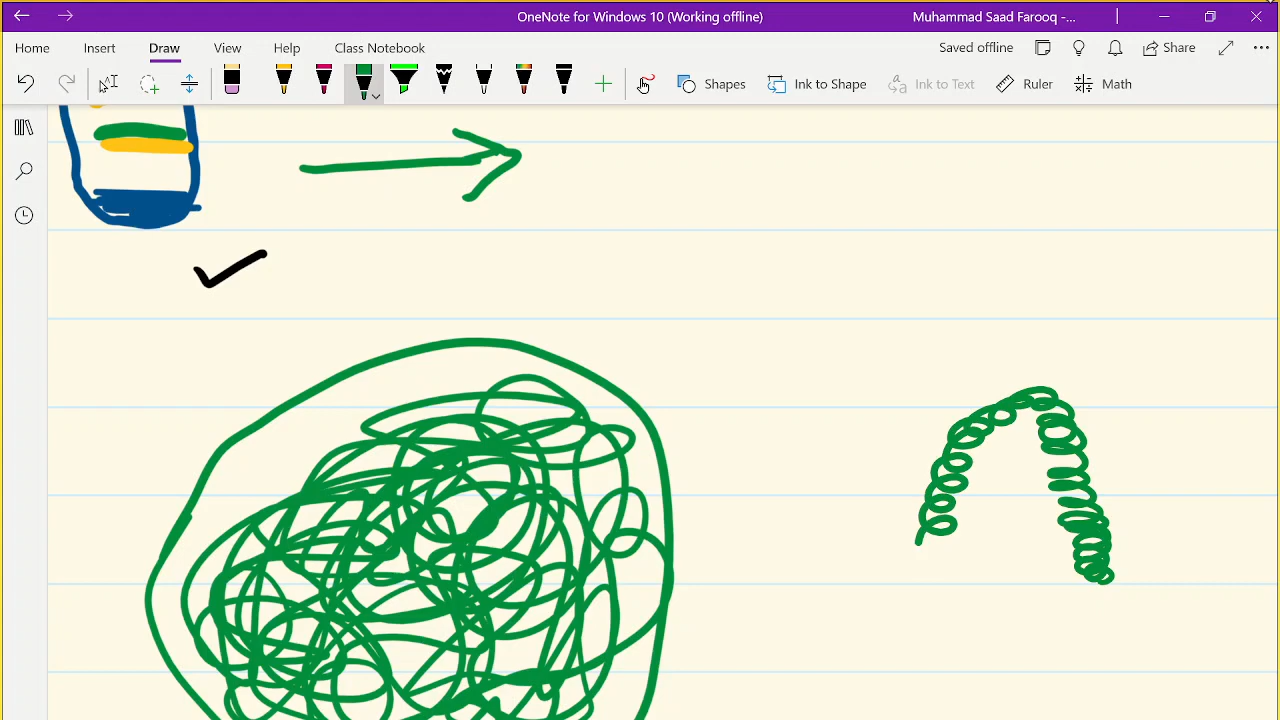 OneNote for Windows 10 (Working offline)
Muhammad Saad Farooq -...
Home Insert Draw View Help Class Notebook
Saved offline Share
Shapes Ink to Shape Ink to Text Ruler Math